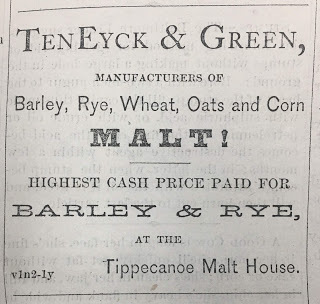 TENEYCK & GREEN,
MANUFACTURERS OF
Barley, Rye, Wheat, Oats and Corn
MALT!
HIGHEST CASH PRICE PAID FOR
BARLEY & RYE,
AT THE
Tippecanoe Malt House.
v1n2-1y